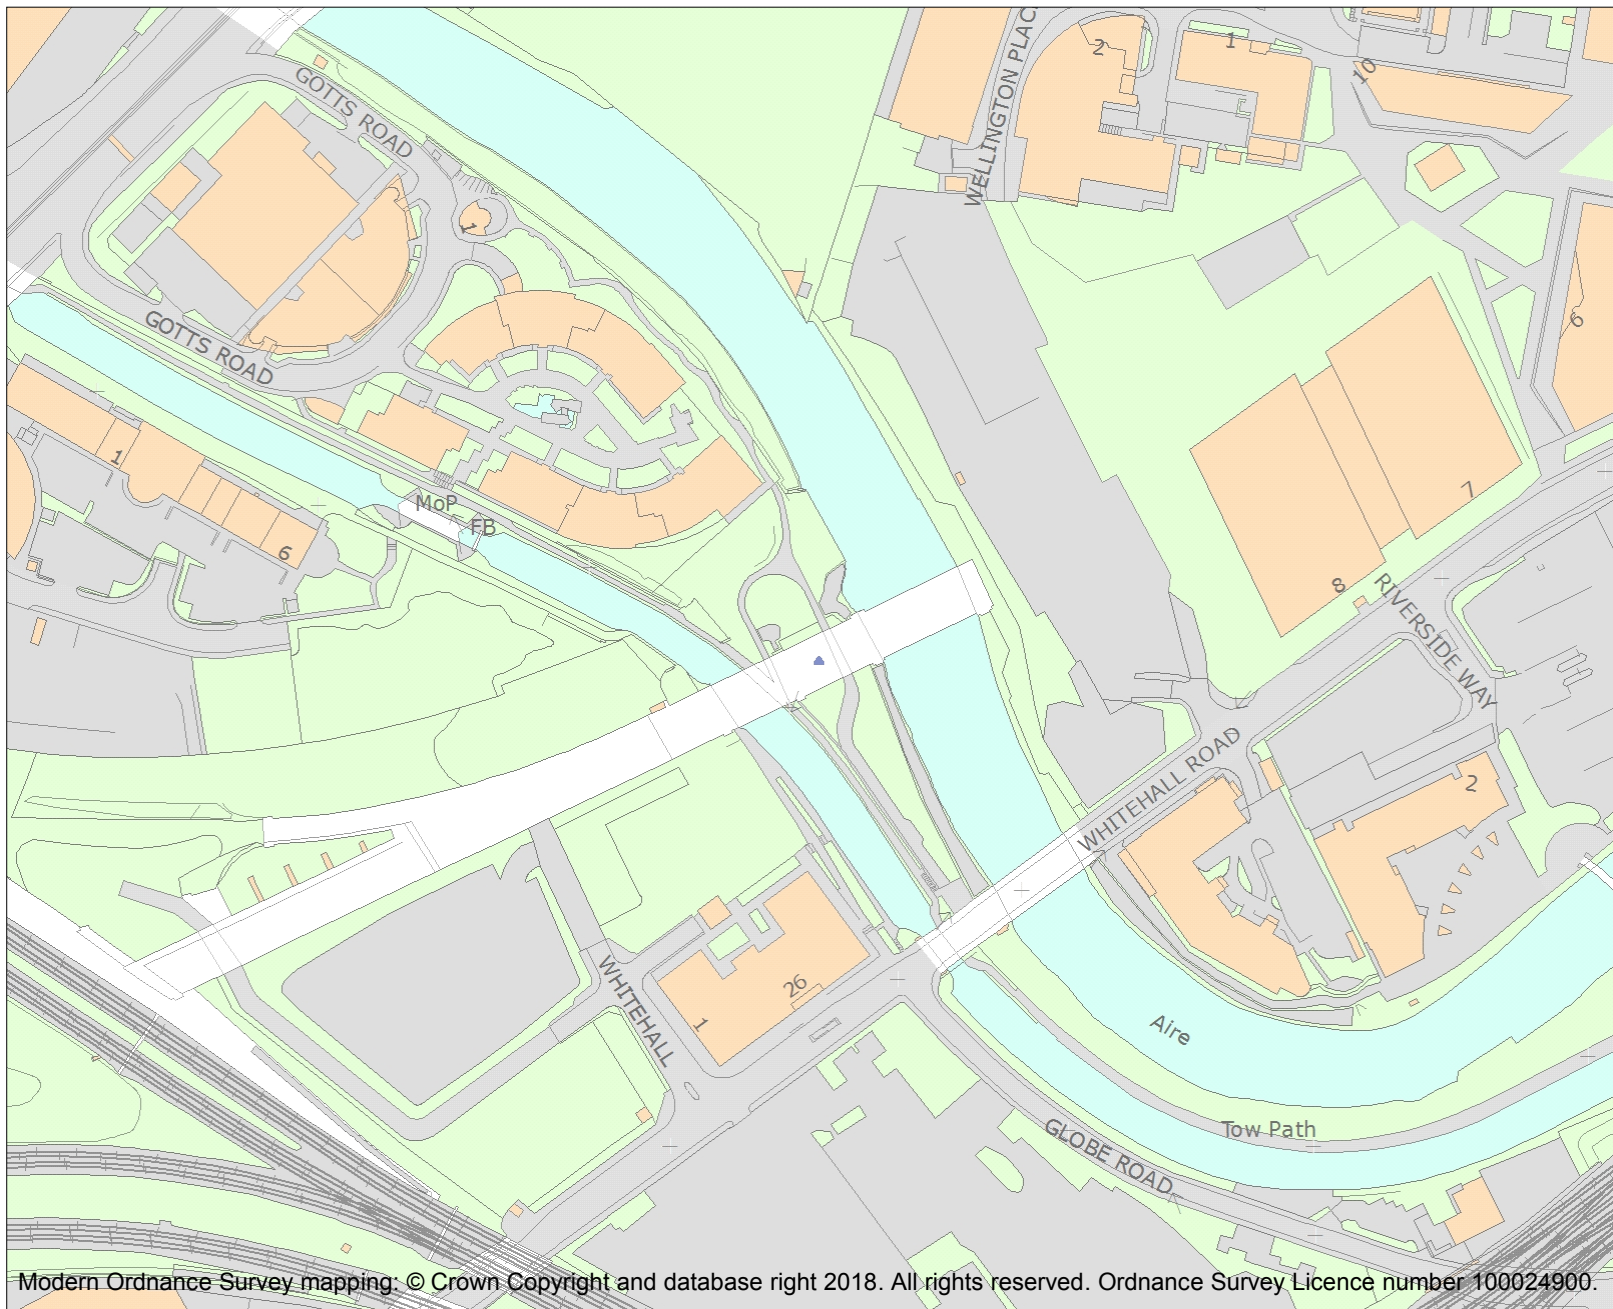 GOTTS ROAD
WELLINGTON PLAC
2
1
10
1
6
GOTTS ROAD
1
MoP
FB
6
7
8
RIVERSIDE WAY
WHITEHALL ROAD
2
WHITEHALL
26
1
Aire
Tow Path
GLOBE ROAD
Modern Ordnance Survey mapping: © Crown Copyright and database right 2018. All rights reserved. Ordnance Survey Licence number 100024900.